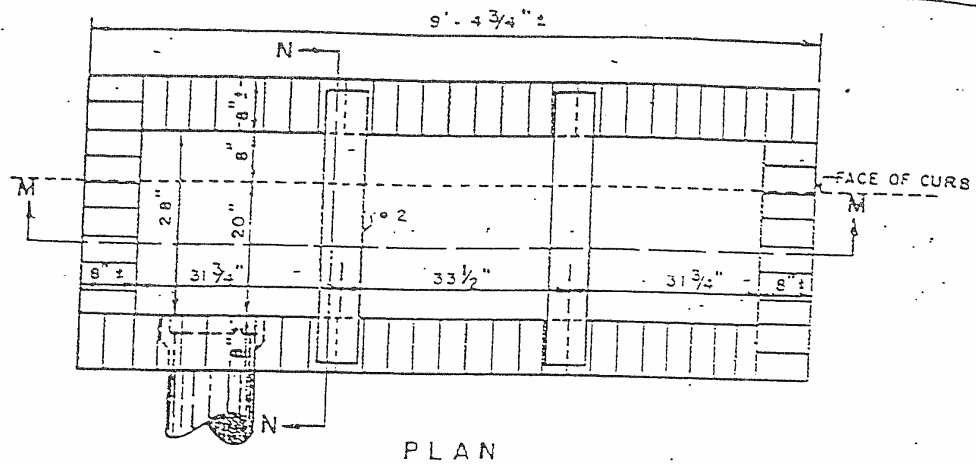 9' - 4 3/4" ±
N
8" ±
8"
M
FACE OF CURB
M
28"
20"
2
8" ±
31 3/4"
33 1/2"
31 3/4"
8" ±
8"
N
PLAN